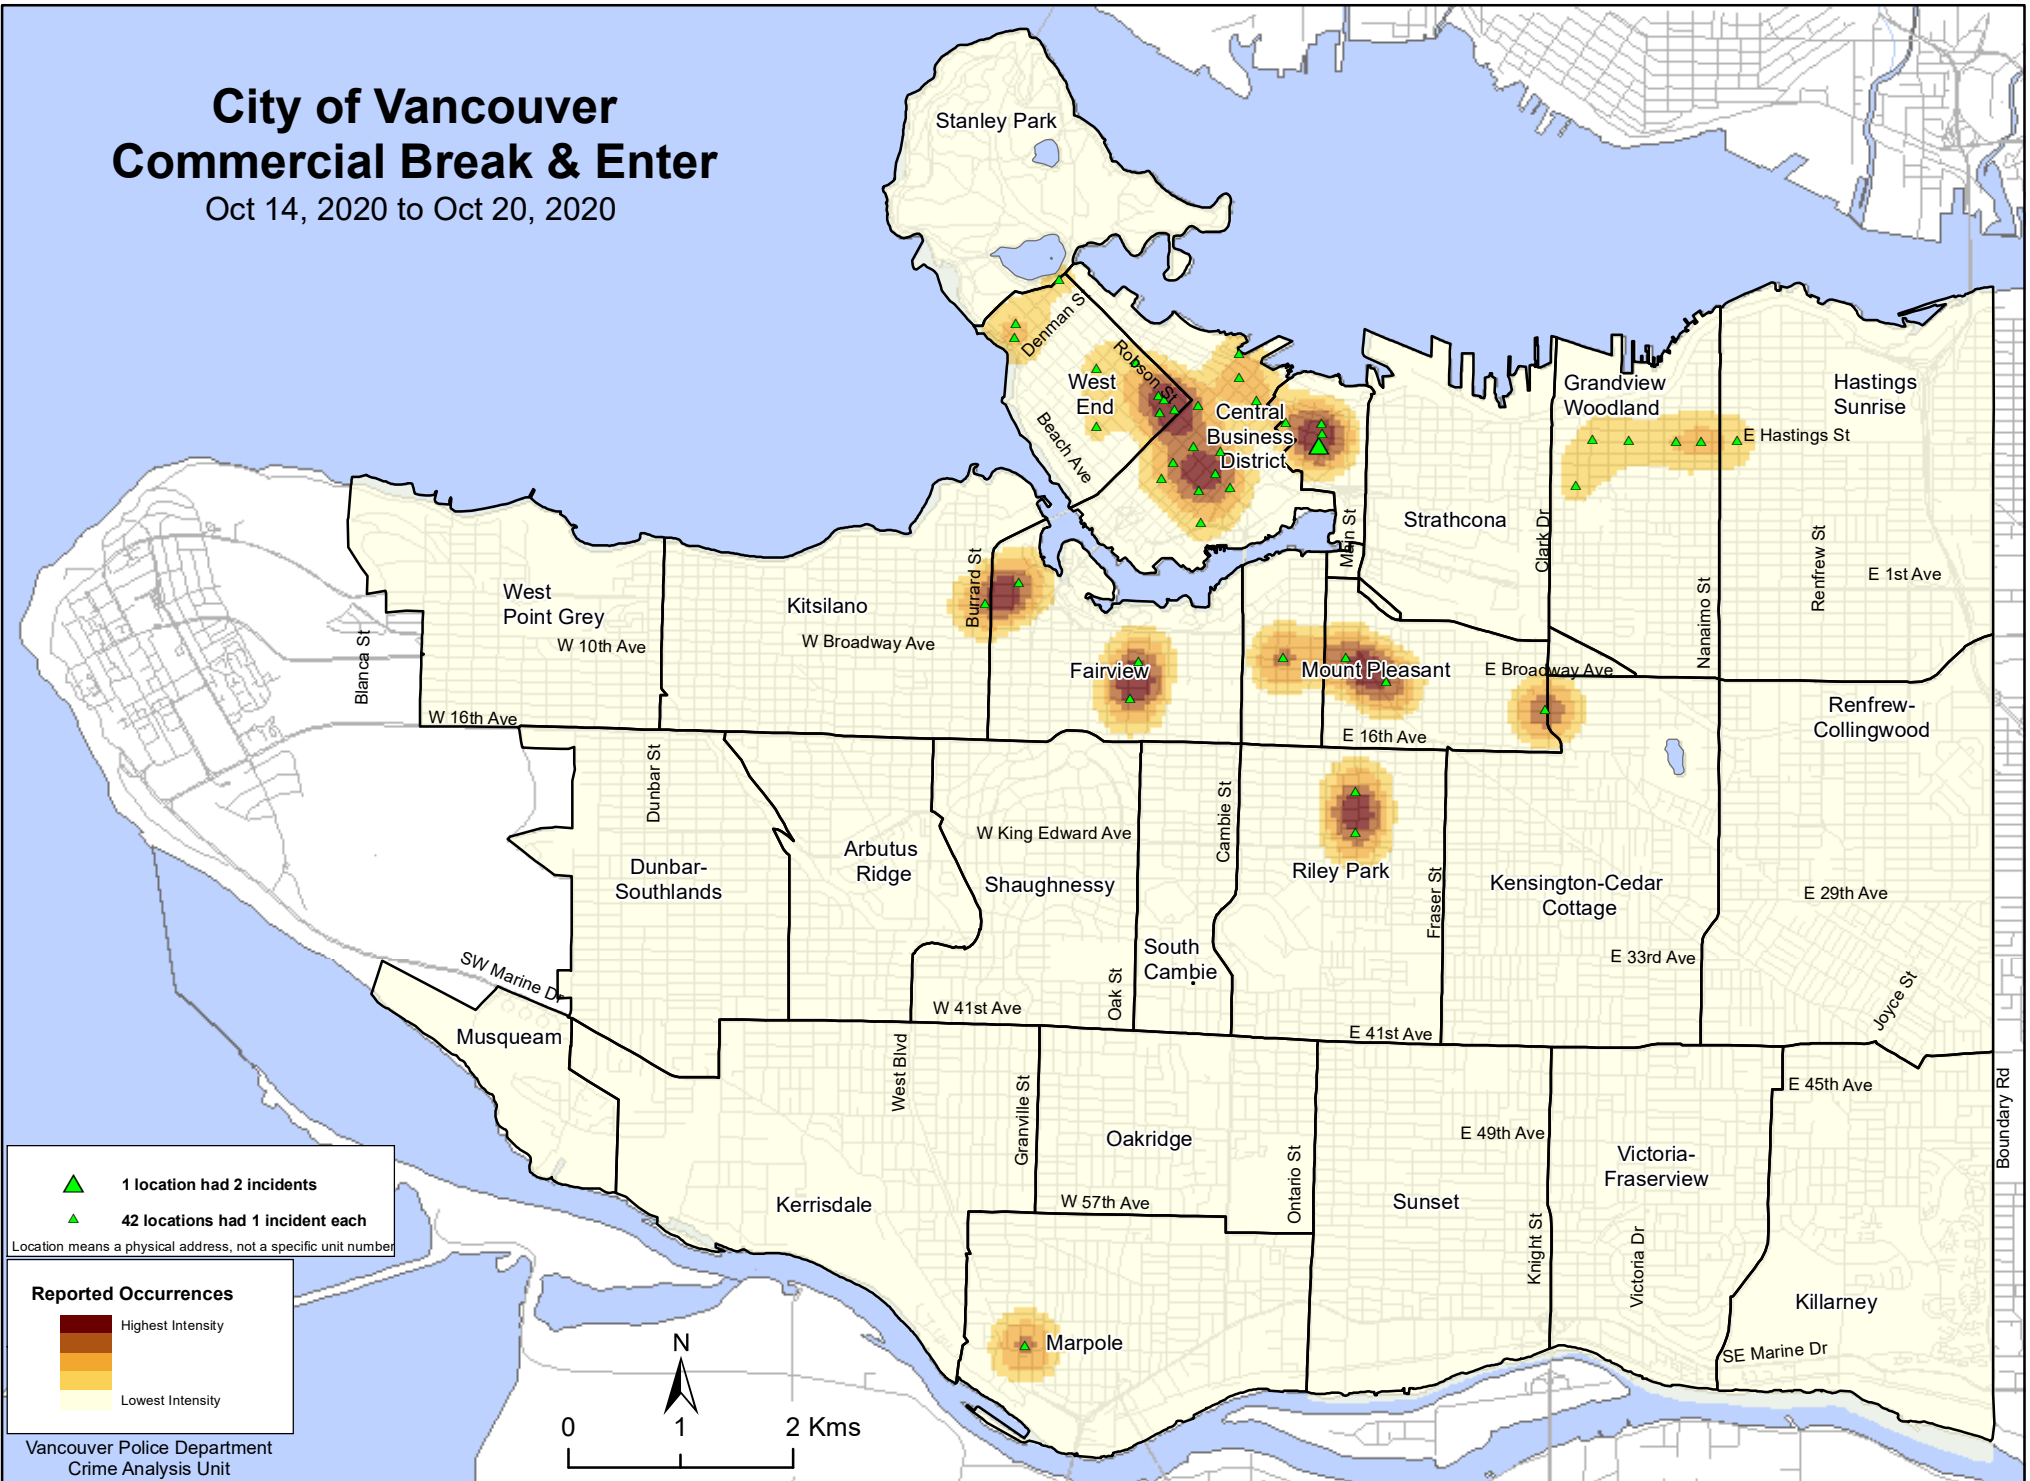 City of Vancouver
Commercial Break & Enter
Oct 14, 2020 to Oct 20, 2020
Stanley Park
Denman S
Robson St
West
End
Beach Ave
Central
Business
District
Grandview
Woodland
Hastings
Sunrise
E Hastings St
Strathcona
Main St
Clark Dr
Nanaimo St
Renfrew St
E 1st Ave
West
Point Grey
W 10th Ave
Blanca St
W 16th Ave
Kitsilano
W Broadway Ave
Burrard St
Fairview
Mount Pleasant
E Broadway Ave
E 16th Ave
Renfrew-
Collingwood
Dunbar St
Dunbar-
Southlands
Arbutus
Ridge
W King Edward Ave
Shaughnessy
Cambie St
South
Cambie
Oak St
Riley Park
Fraser St
Kensington-Cedar
Cottage
E 29th Ave
E 33rd Ave
Joyce St
SW Marine Dr
Musqueam
W 41st Ave
E 41st Ave
West Blvd
Granville St
E 45th Ave
Boundary Rd
Oakridge
E 49th Ave
Ontario St
Victoria-
Fraserview
Kerrisdale
W 57th Ave
Sunset
Knight St
Victoria Dr
Killarney
SE Marine Dr
Marpole
1 location had 2 incidents
42 locations had 1 incident each
Location means a physical address, not a specific unit number
Reported Occurrences
Highest Intensity
Lowest Intensity
Vancouver Police Department
Crime Analysis Unit
N
0 1 2 Kms